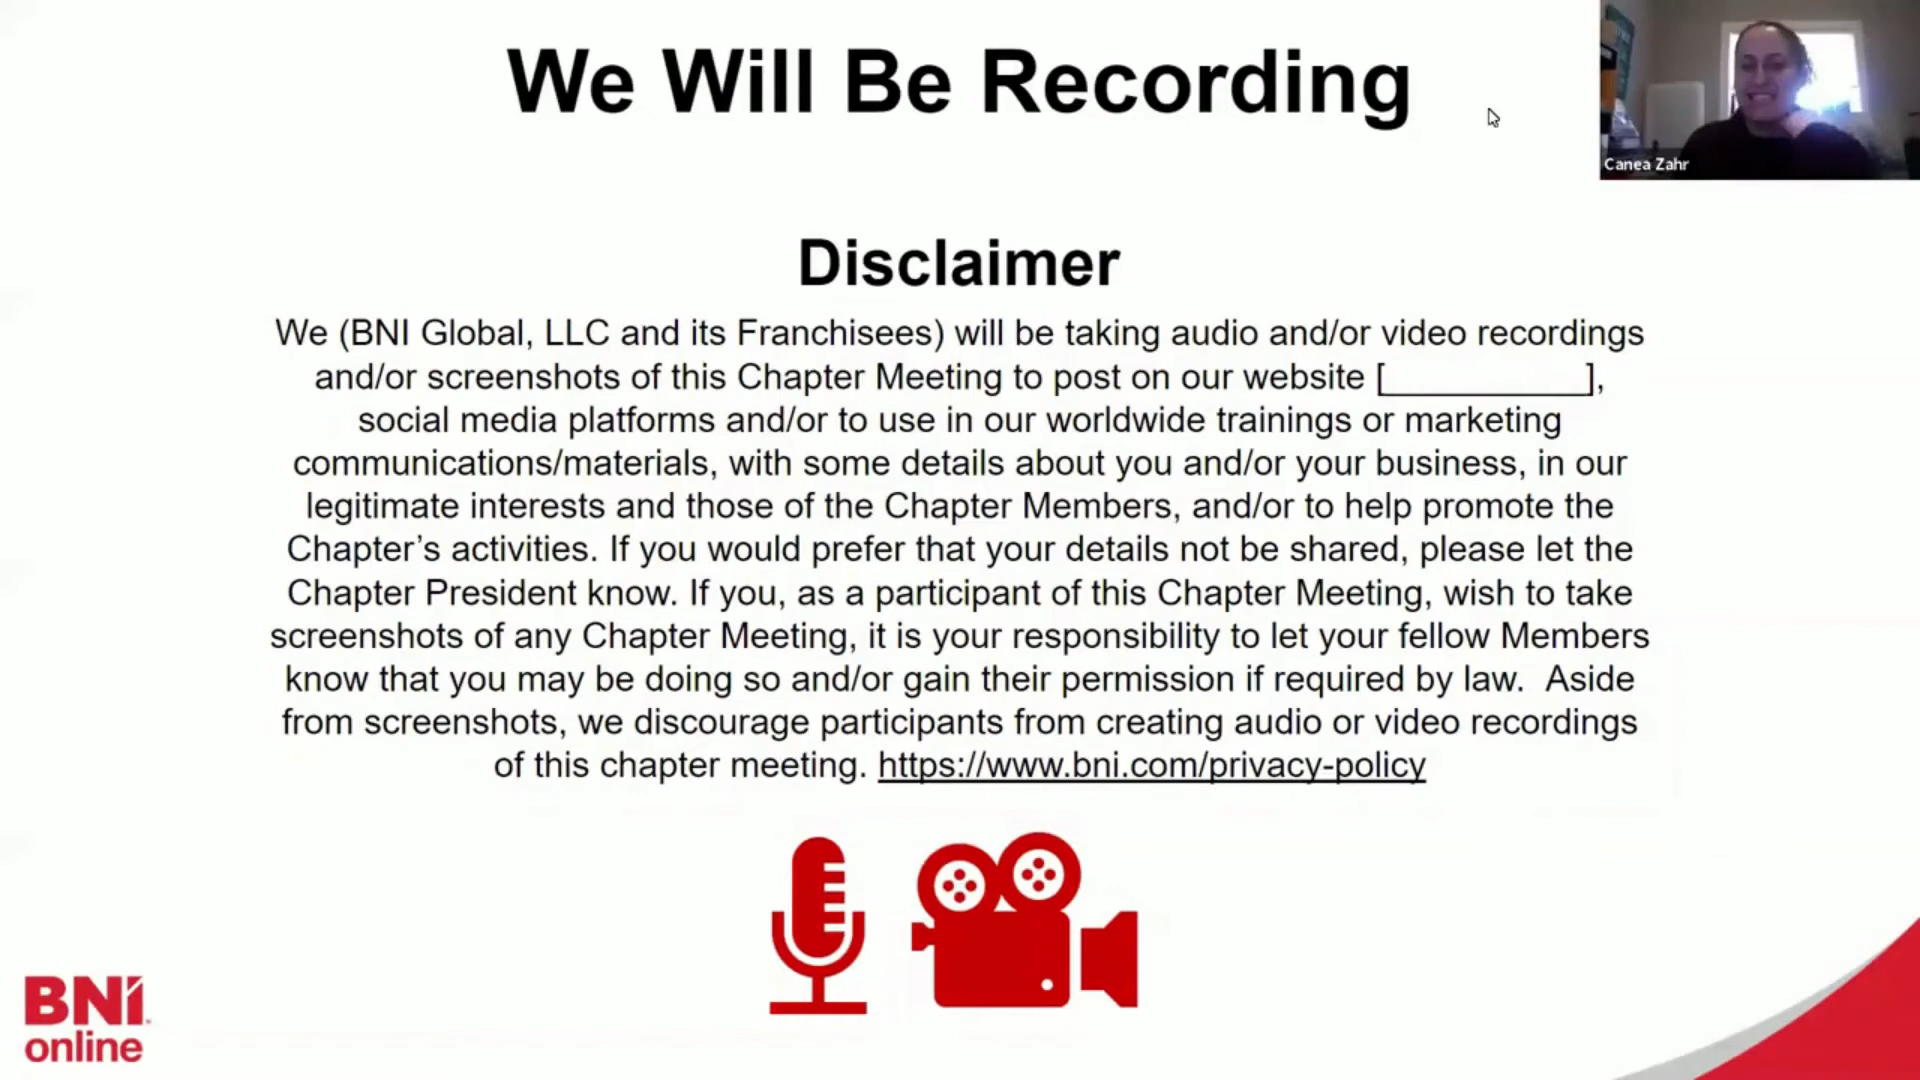 We Will Be Recording
Canea Zahr
Disclaimer
We (BNI Global, LLC and its Franchisees) will be taking audio and/or video recordings
and/or screenshots of this Chapter Meeting to post on our website [___________],
social media platforms and/or to use in our worldwide trainings or marketing
communications/materials, with some details about you and/or your business, in our
legitimate interests and those of the Chapter Members, and/or to help promote the
Chapter’s activities. If you would prefer that your details not be shared, please let the
Chapter President know. If you, as a participant of this Chapter Meeting, wish to take
screenshots of any Chapter Meeting, it is your responsibility to let your fellow Members
know that you may be doing so and/or gain their permission if required by law.  Aside
from screenshots, we discourage participants from creating audio or video recordings
of this chapter meeting. https://www.bni.com/privacy-policy
BNI
online